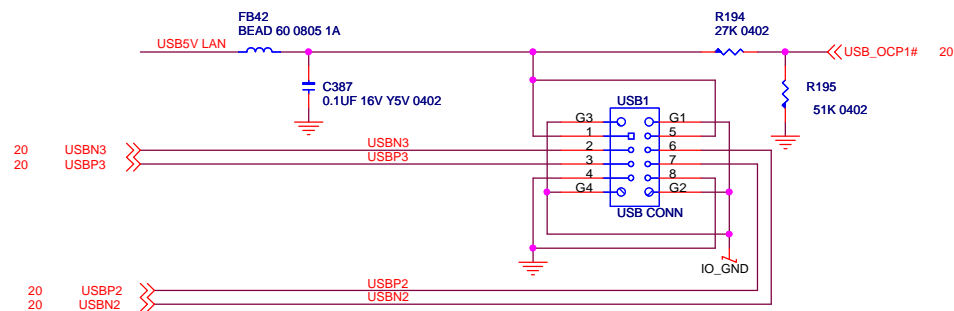 FB42
BEAD 60 0805 1A
USB5V LAN
R194
27K 0402
USB_OCP1# 20
C387
0.1UF 16V Y5V 0402
R195
51K 0402
USB1
G3 G1
1 5
20 USBN3 USBN3 2 6
20 USBP3 USBP3 3 7
4 8
G4 G2
USB CONN
IO_GND
20 USBP2 USBP2
20 USBN2 USBN2